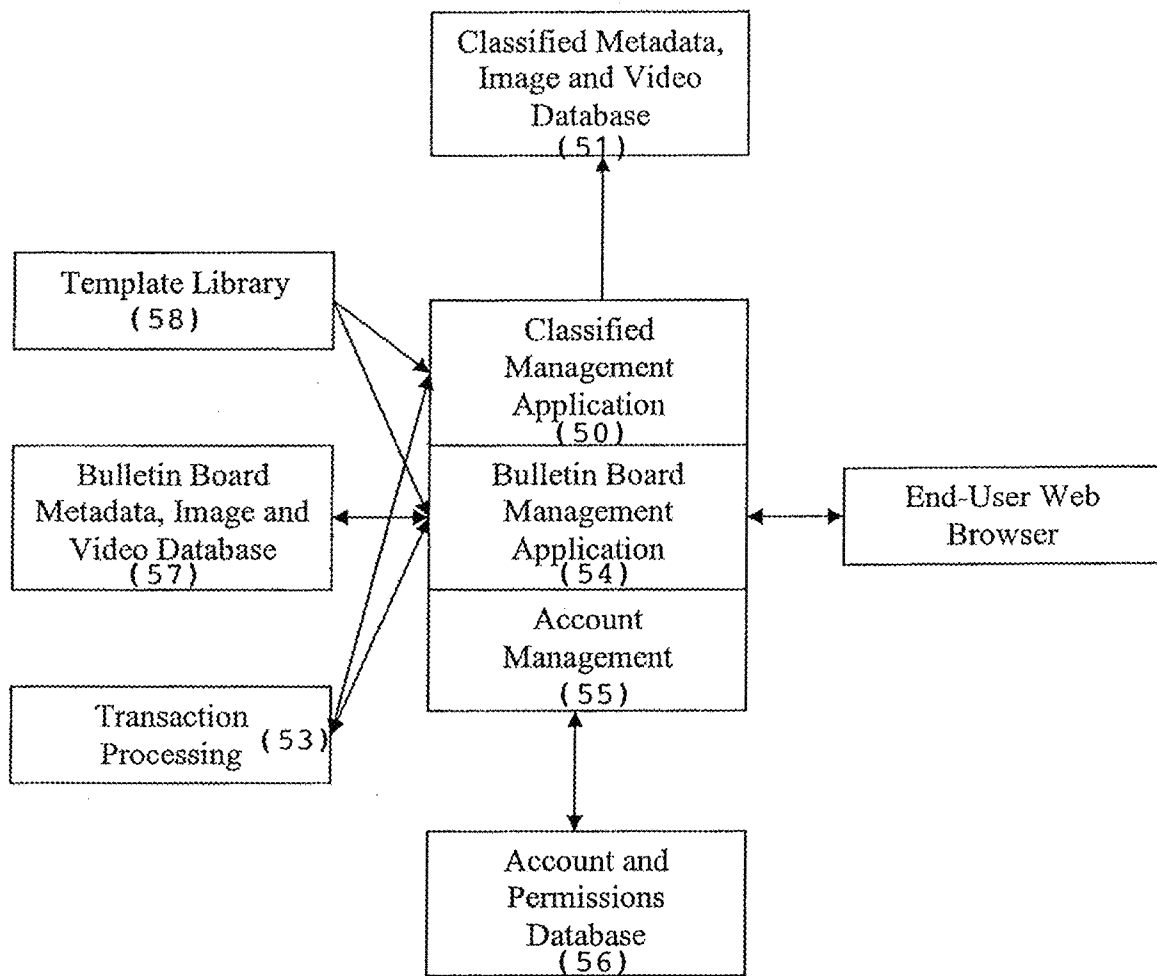 Classified Metadata,
Image and Video
Database
(51)
Template Library
(58)
Classified
Management
Application
(50)
Bulletin Board
Metadata, Image and
Video Database
(57)
Bulletin Board
Management
Application
(54)
End-User Web
Browser
Account
Management
(55)
Transaction
Processing
(53)
Account and
Permissions
Database
(56)